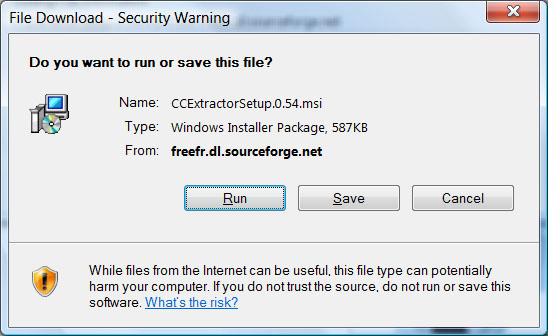 File Download - Security Warning
Do you want to run or save this file?
Name: CCExtractorSetup.0.54.msi
Type: Windows Installer Package, 587KB
From: freefr.dl.sourceforge.net
Run Save Cancel
While files from the Internet can be useful, this file type can potentially
harm your computer. If you do not trust the source, do not run or save this
software. What's the risk?